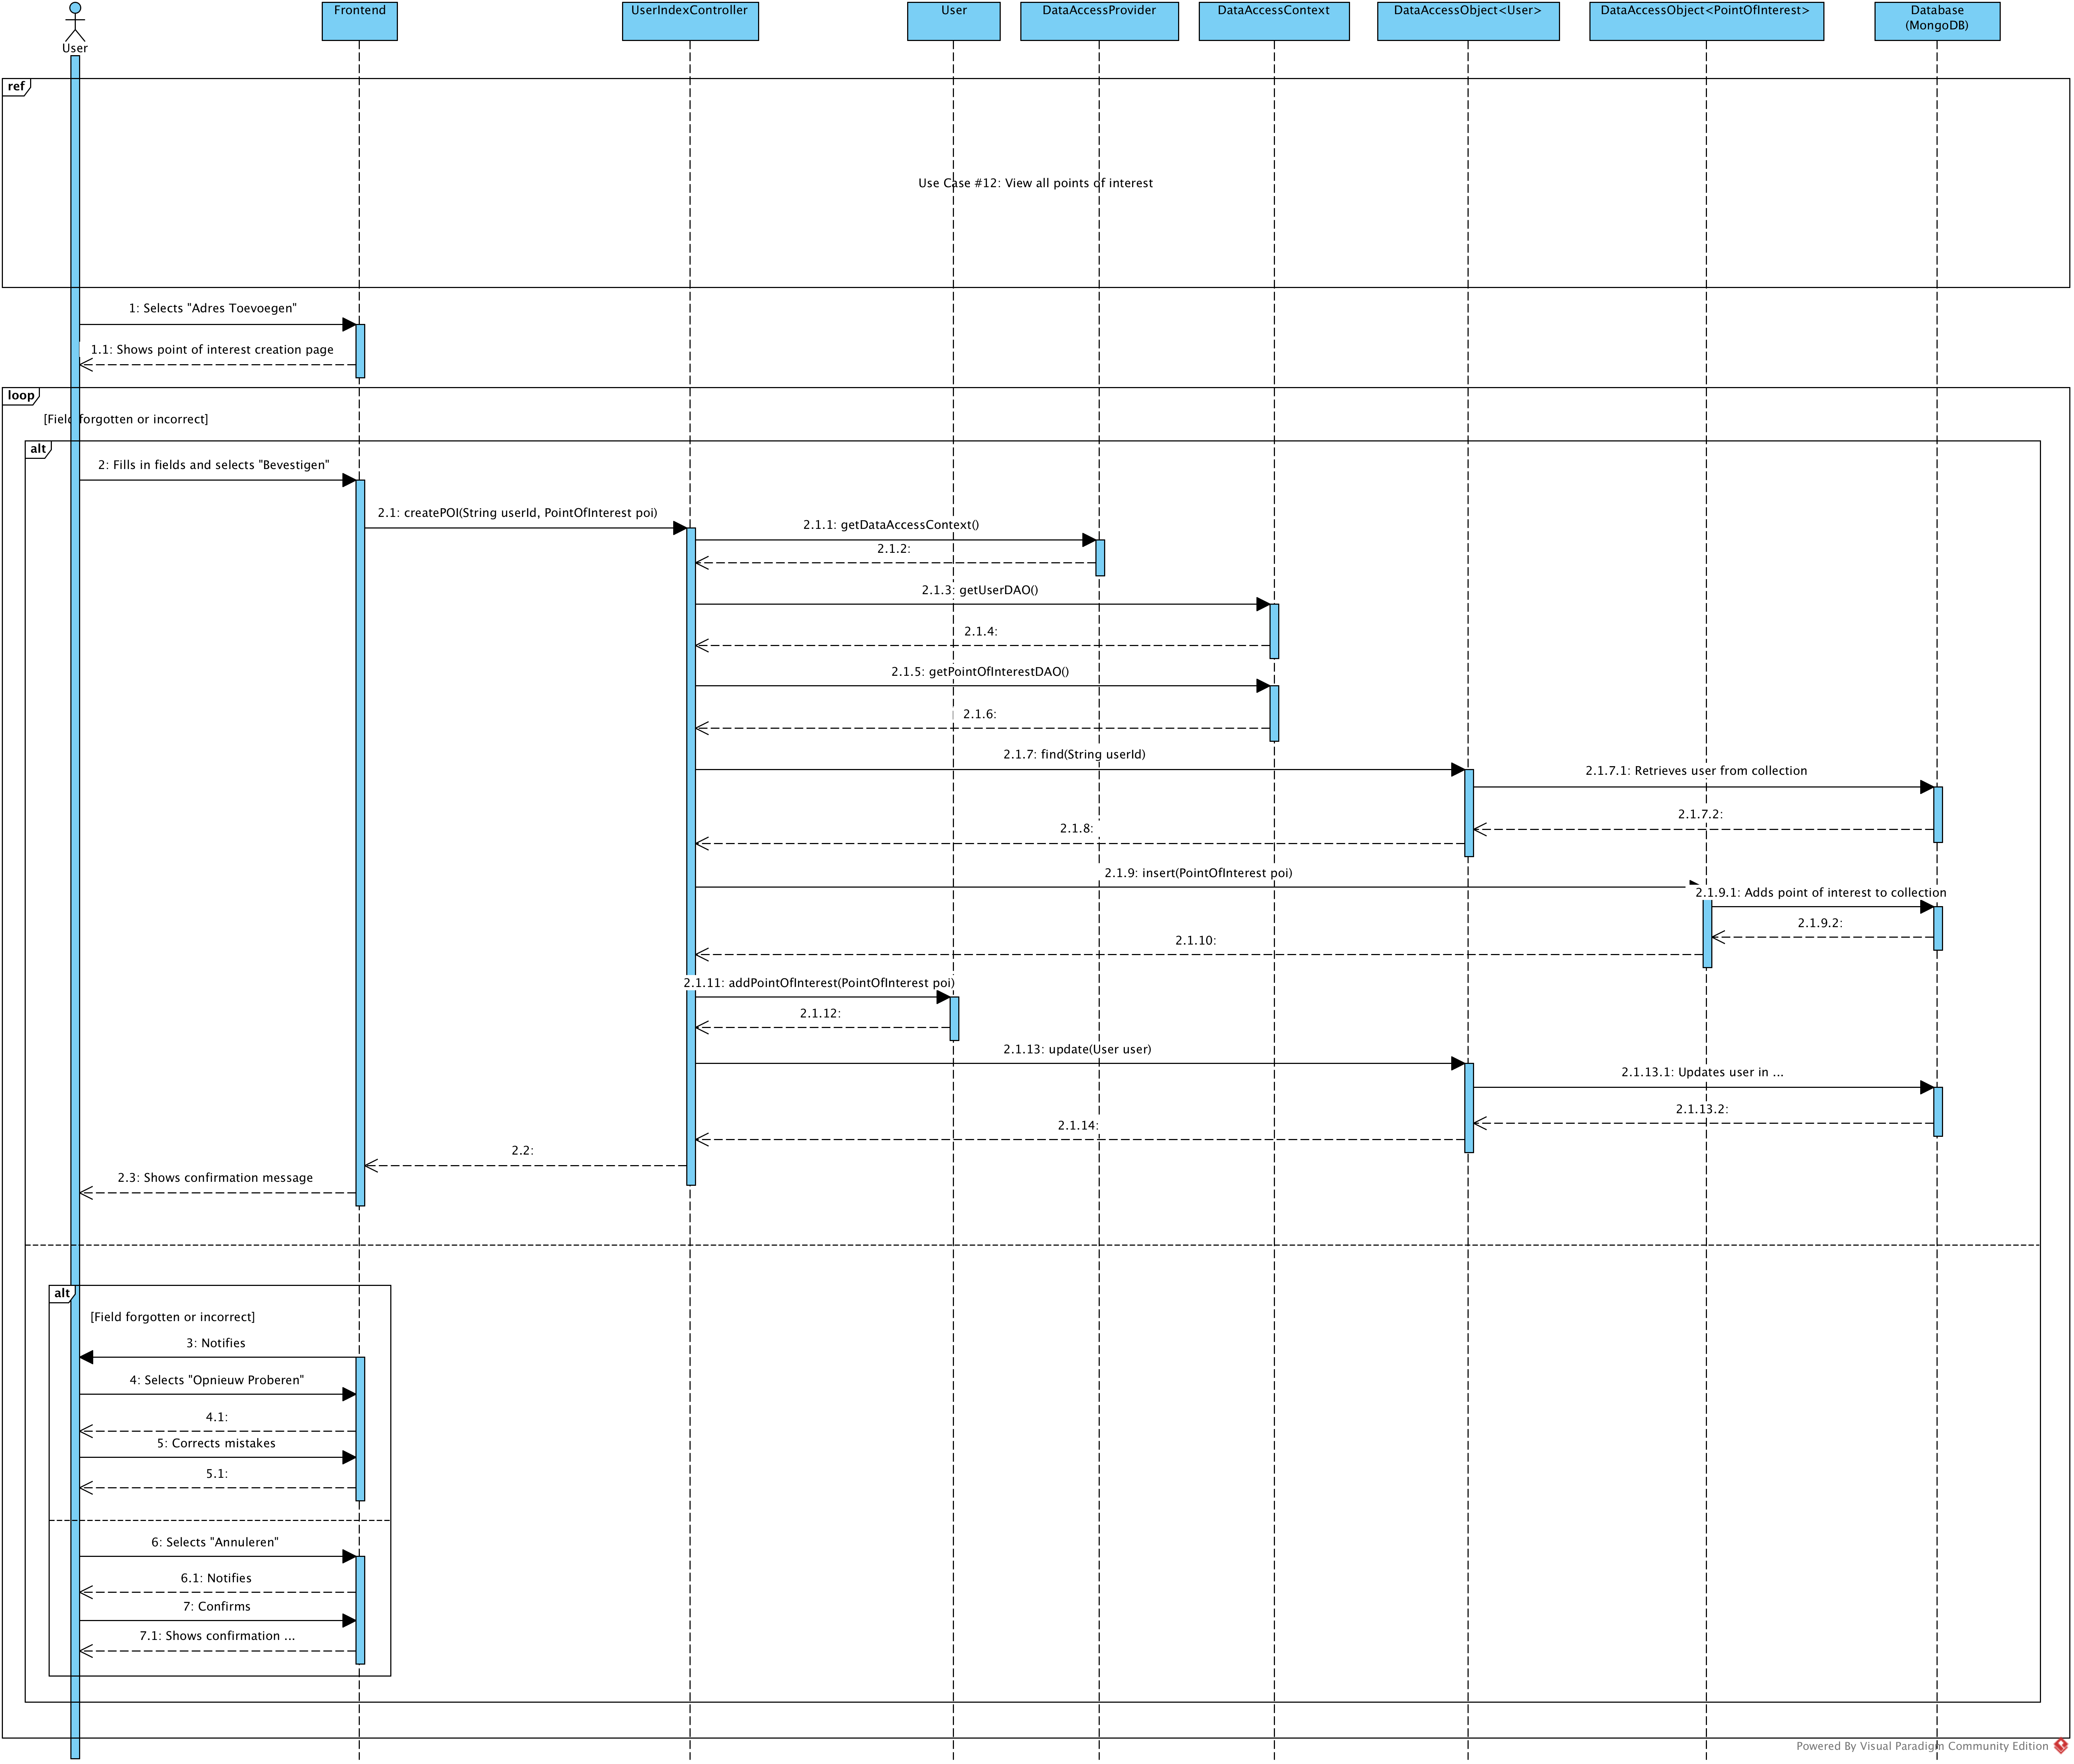 User
Frontend
UserIndexController
User
DataAccessProvider
DataAccessContext
DataAccessObject<User>
DataAccessObject<PointOfInterest>
Database
(MongoDB)
ref
Use Case #12: View all points of interest
1: Selects "Adres Toevoegen"
1.1: Shows point of interest creation page
loop
[Field forgotten or incorrect]
alt
2: Fills in fields and selects "Bevestigen"
2.1: createPOI(String userId, PointOfInterest poi)
2.1.1: getDataAccessContext()
2.1.2:
2.1.3: getUserDAO()
2.1.4:
2.1.5: getPointOfInterestDAO()
2.1.6:
2.1.7: find(String userId)
2.1.7.1: Retrieves user from collection
2.1.7.2:
2.1.8:
2.1.9: insert(PointOfInterest poi)
2.1.9.1: Adds point of interest to collection
2.1.9.2:
2.1.10:
2.1.11: addPointOfInterest(PointOfInterest poi)
2.1.12:
2.1.13: update(User user)
2.1.13.1: Updates user in ...
2.1.13.2:
2.1.14:
2.2:
2.3: Shows confirmation message
alt
[Field forgotten or incorrect]
3: Notifies
4: Selects "Opnieuw Proberen"
4.1:
5: Corrects mistakes
5.1:
6: Selects "Annuleren"
6.1: Notifies
7: Confirms
7.1: Shows confirmation ...
Powered By Visual Paradigm Community Edition